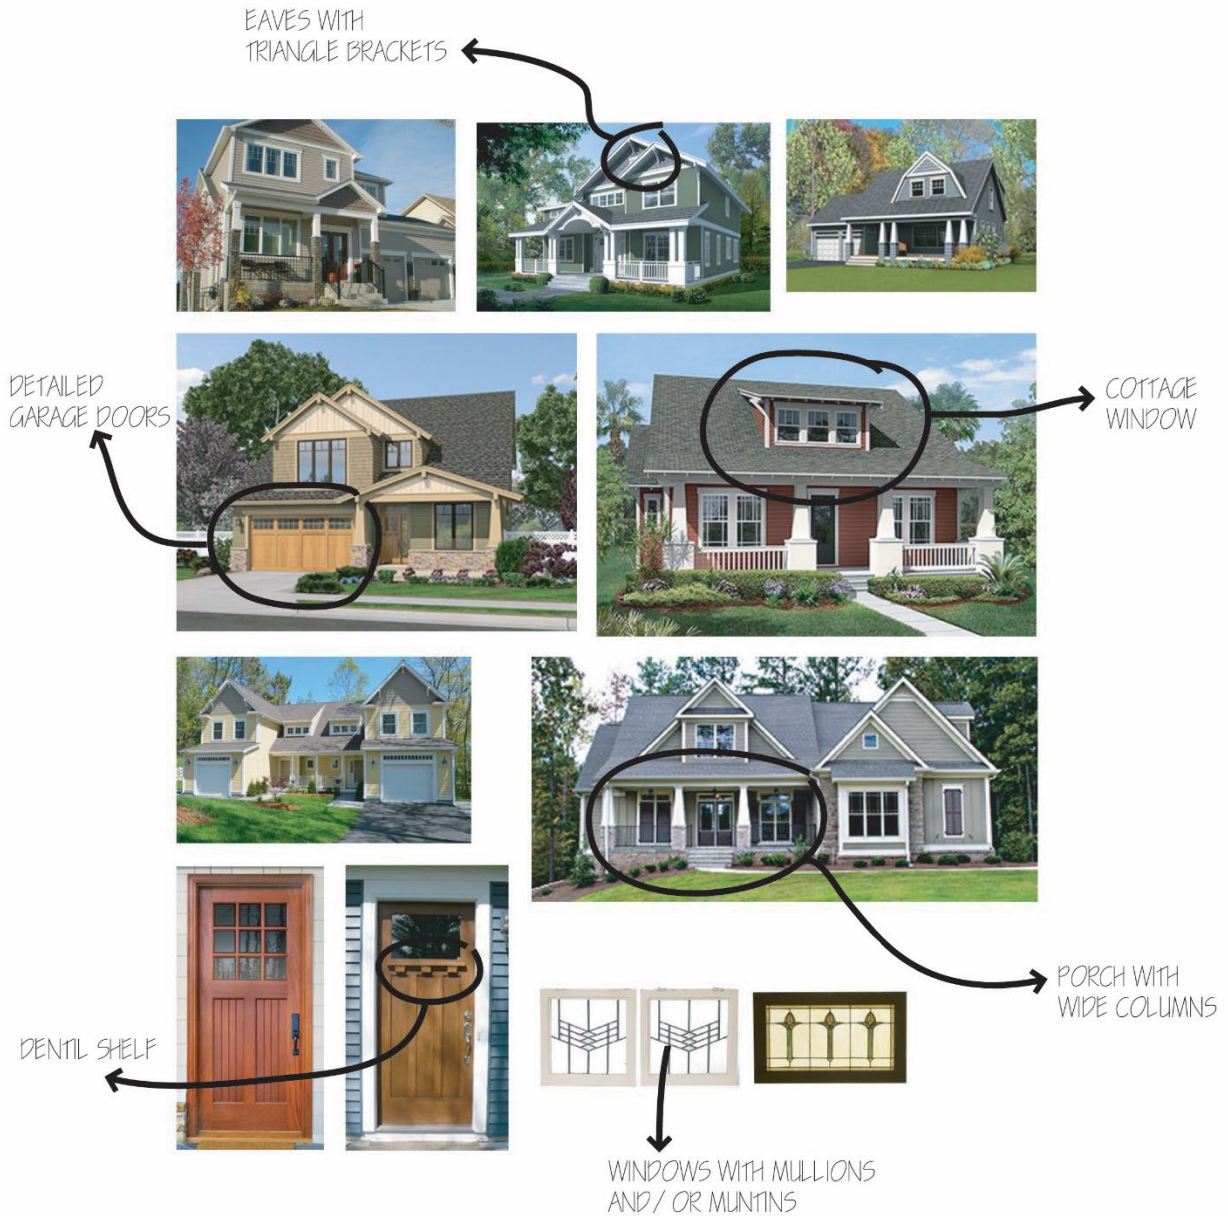 EAVES WITH
TRIANGLE BRACKETS
DETAILED
GARAGE DOORS
COTTAGE
WINDOW
PORCH WITH
WIDE COLUMNS
DENTIL SHELF
WINDOWS WITH MULLIONS
AND/ OR MUNTINS